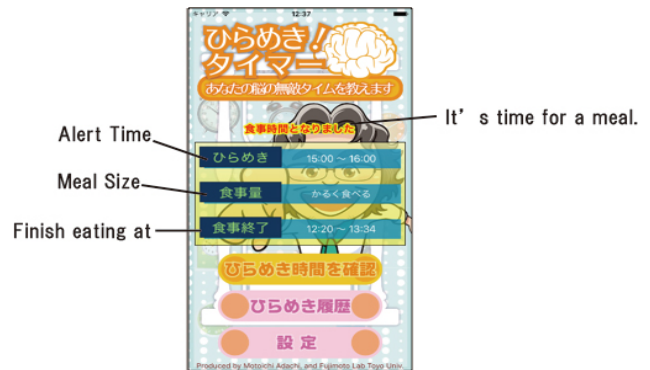 キャリア 12:37
ひらめき!
タイマー
あなたの脳の無敵タイムを教えます
食事時間となりました
It's time for a meal.
Alert Time
ひらめき 15:00 ～ 16:00
Meal Size
食事量 かるく食べる
Finish eating at
食事終了 12:20 ～ 13:34
ひらめき時間を確認
ひらめき履歴
設定
Produced by Motoichi Adachi, and Fujimoto Lab Toyo Univ.